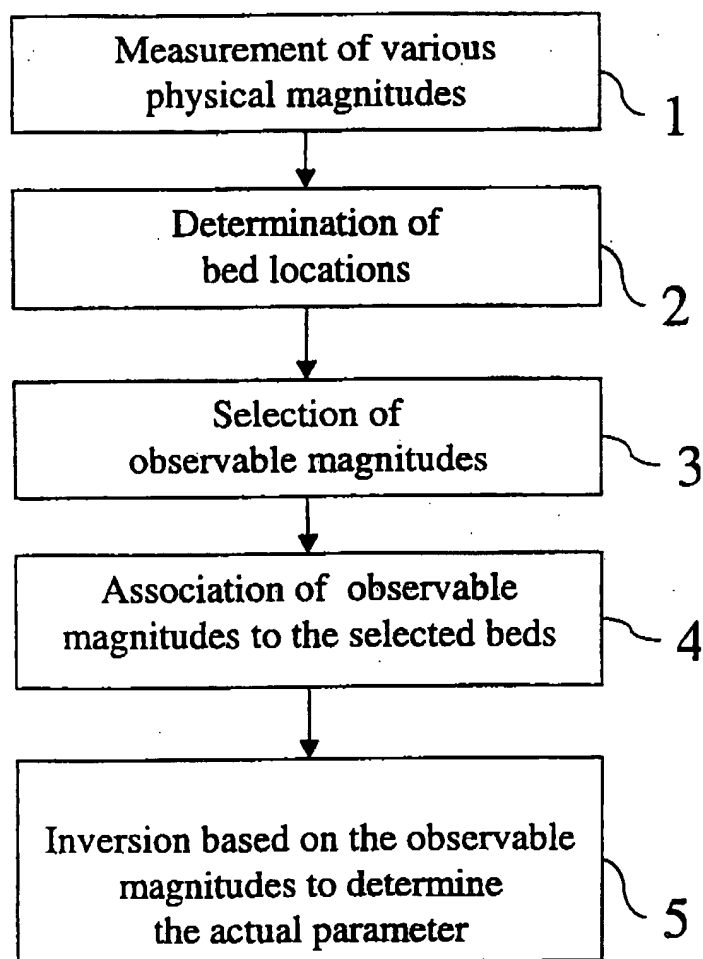 Measurement of various
physical magnitudes
1
Determination of
bed locations
2
Selection of
observable magnitudes
3
Association of observable
magnitudes to the selected beds
4
Inversion based on the observable
magnitudes to determine
the actual parameter
5